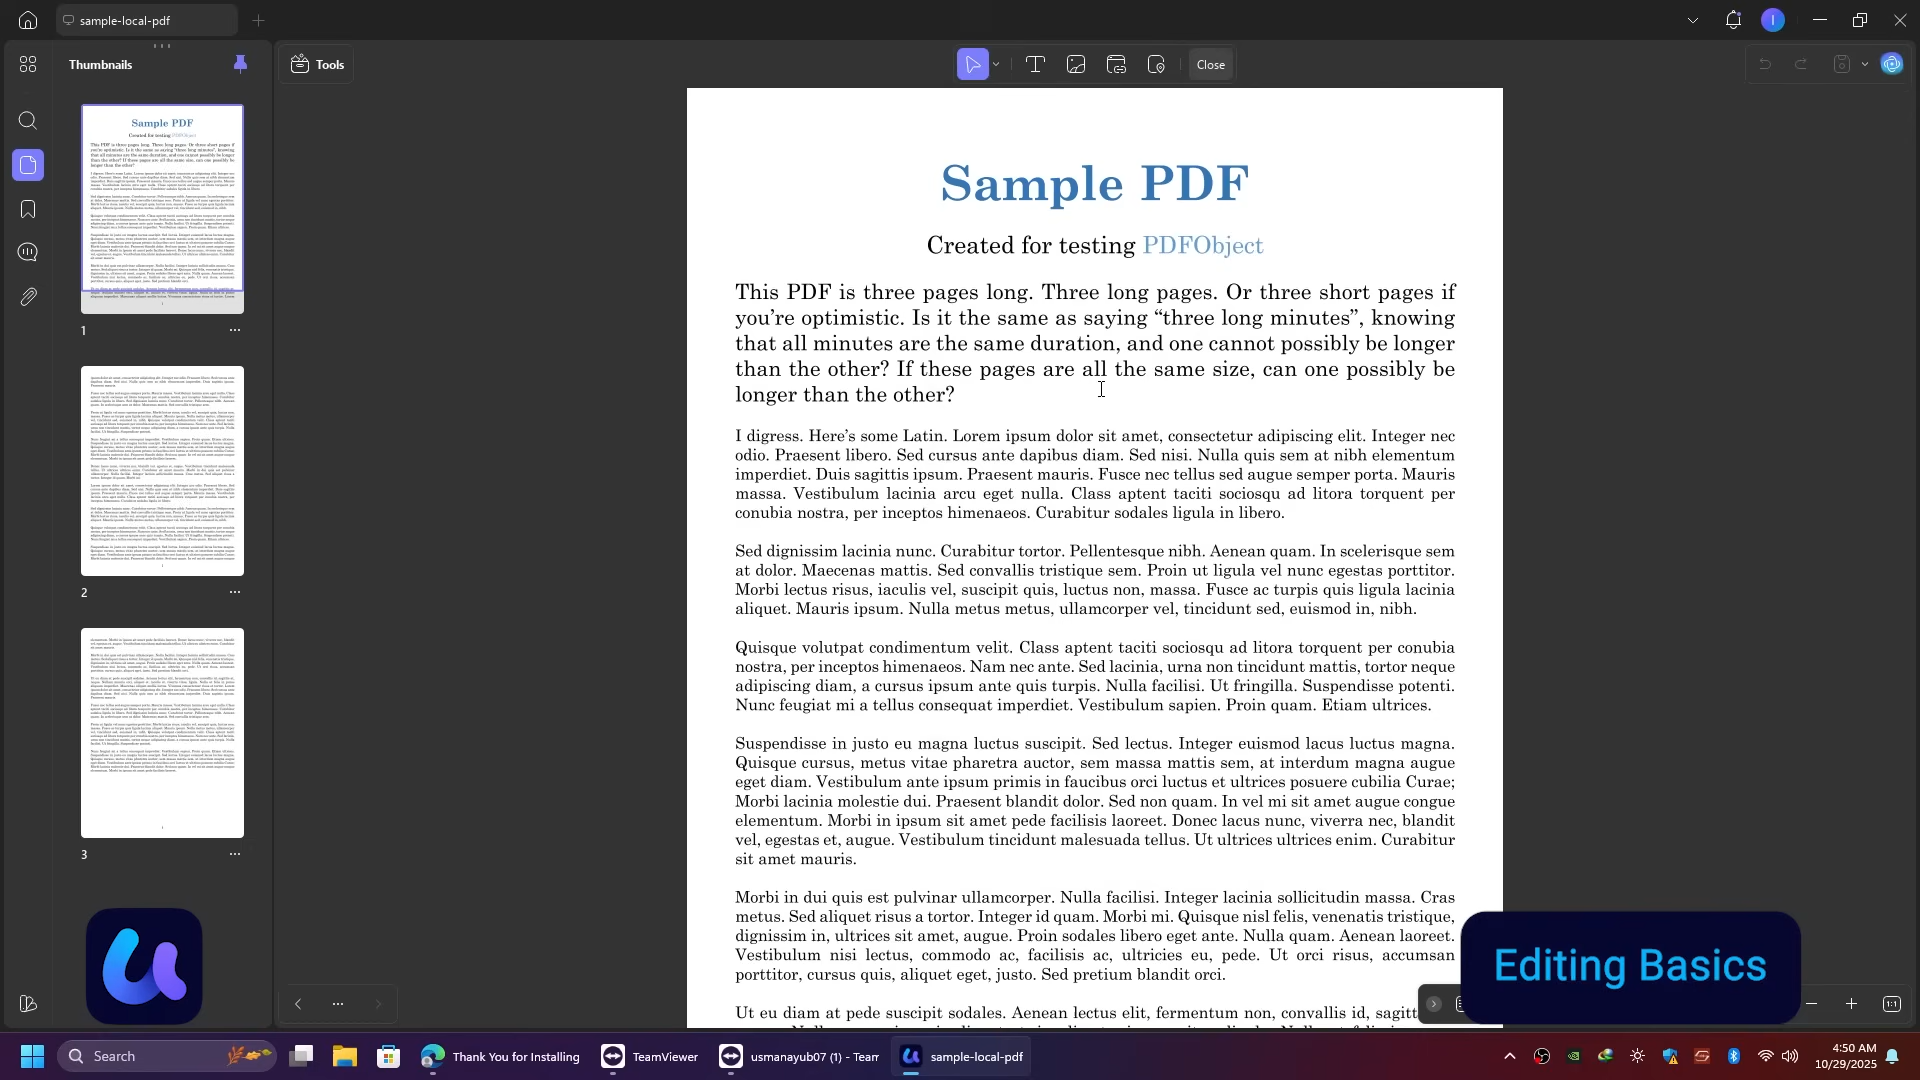 sample-local-pdf
Thumbnails
Tools
Close
1
2
3
Sample PDF
Created for testing PDFObject
This PDF is three pages long. Three long pages. Or three short pages if
you’re optimistic. Is it the same as saying “three long minutes”, knowing
that all minutes are the same duration, and one cannot possibly be longer
than the other? If these pages are all the same size, can one possibly be
longer than the other?
I digress. Here’s some Latin. Lorem ipsum dolor sit amet, consectetur adipiscing elit. Integer nec
odio. Praesent libero. Sed cursus ante dapibus diam. Sed nisi. Nulla quis sem at nibh elementum
imperdiet. Duis sagittis ipsum. Praesent mauris. Fusce nec tellus sed augue semper porta. Mauris
massa. Vestibulum lacinia arcu eget nulla. Class aptent taciti sociosqu ad litora torquent per
conubia nostra, per inceptos himenaeos. Curabitur sodales ligula in libero.
Sed dignissim lacinia nunc. Curabitur tortor. Pellentesque nibh. Aenean quam. In scelerisque sem
at dolor. Maecenas mattis. Sed convallis tristique sem. Proin ut ligula vel nunc egestas porttitor.
Morbi lectus risus, iaculis vel, suscipit quis, luctus non, massa. Fusce ac turpis quis ligula lacinia
aliquet. Mauris ipsum. Nulla metus metus, ullamcorper vel, tincidunt sed, euismod in, nibh.
Quisque volutpat condimentum velit. Class aptent taciti sociosqu ad litora torquent per conubia
nostra, per inceptos himenaeos. Nam nec ante. Sed lacinia, urna non tincidunt mattis, tortor neque
adipiscing diam, a cursus ipsum ante quis turpis. Nulla facilisi. Ut fringilla. Suspendisse potenti.
Nunc feugiat mi a tellus consequat imperdiet. Vestibulum sapien. Proin quam. Etiam ultrices.
Suspendisse in justo eu magna luctus suscipit. Sed lectus. Integer euismod lacus luctus magna.
Quisque cursus, metus vitae pharetra auctor, sem massa mattis sem, at interdum magna augue
eget diam. Vestibulum ante ipsum primis in faucibus orci luctus et ultrices posuere cubilia Curae;
Morbi lacinia molestie dui. Praesent blandit dolor. Sed non quam. In vel mi sit amet augue congue
elementum. Morbi in ipsum sit amet pede facilisis laoreet. Donec lacus nunc, viverra nec, blandit
vel, egestas et, augue. Vestibulum tincidunt malesuada tellus. Ut ultrices ultrices enim. Curabitur
sit amet mauris.
Morbi in dui quis est pulvinar ullamcorper. Nulla facilisi. Integer lacinia sollicitudin massa. Cras
metus. Sed aliquet risus a tortor. Integer id quam. Morbi mi. Quisque nisl felis, venenatis tristique,
dignissim in, ultrices sit amet, augue. Proin sodales libero eget ante. Nulla quam. Aenean laoreet.
Vestibulum nisi lectus, commodo ac, facilisis ac, ultricies eu, pede. Ut orci risus, accumsan
porttitor, cursus quis, aliquet eget, justo. Sed pretium blandit orci.
Ut eu diam at pede suscipit sodales. Aenean lectus elit, fermentum non, convallis id, sagitt
Editing Basics
Search
Thank You for Installing
TeamViewer
usmanayub07 (1) - Team
sample-local-pdf
4:50 AM
10/29/2025